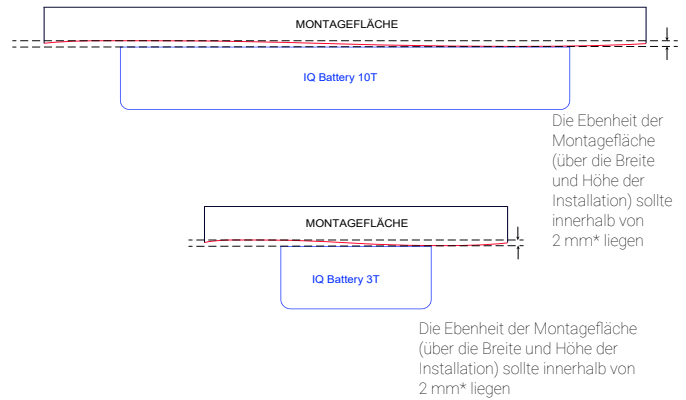 MONTAGEFLÄCHE
IQ Battery 10T
Die Ebenheit der
Montagefläche
(über die Breite
und Höhe der
Installation) sollte
innerhalb von
2 mm* liegen
MONTAGEFLÄCHE
IQ Battery 3T
Die Ebenheit der Montagefläche
(über die Breite und Höhe der
Installation) sollte innerhalb von
2 mm* liegen